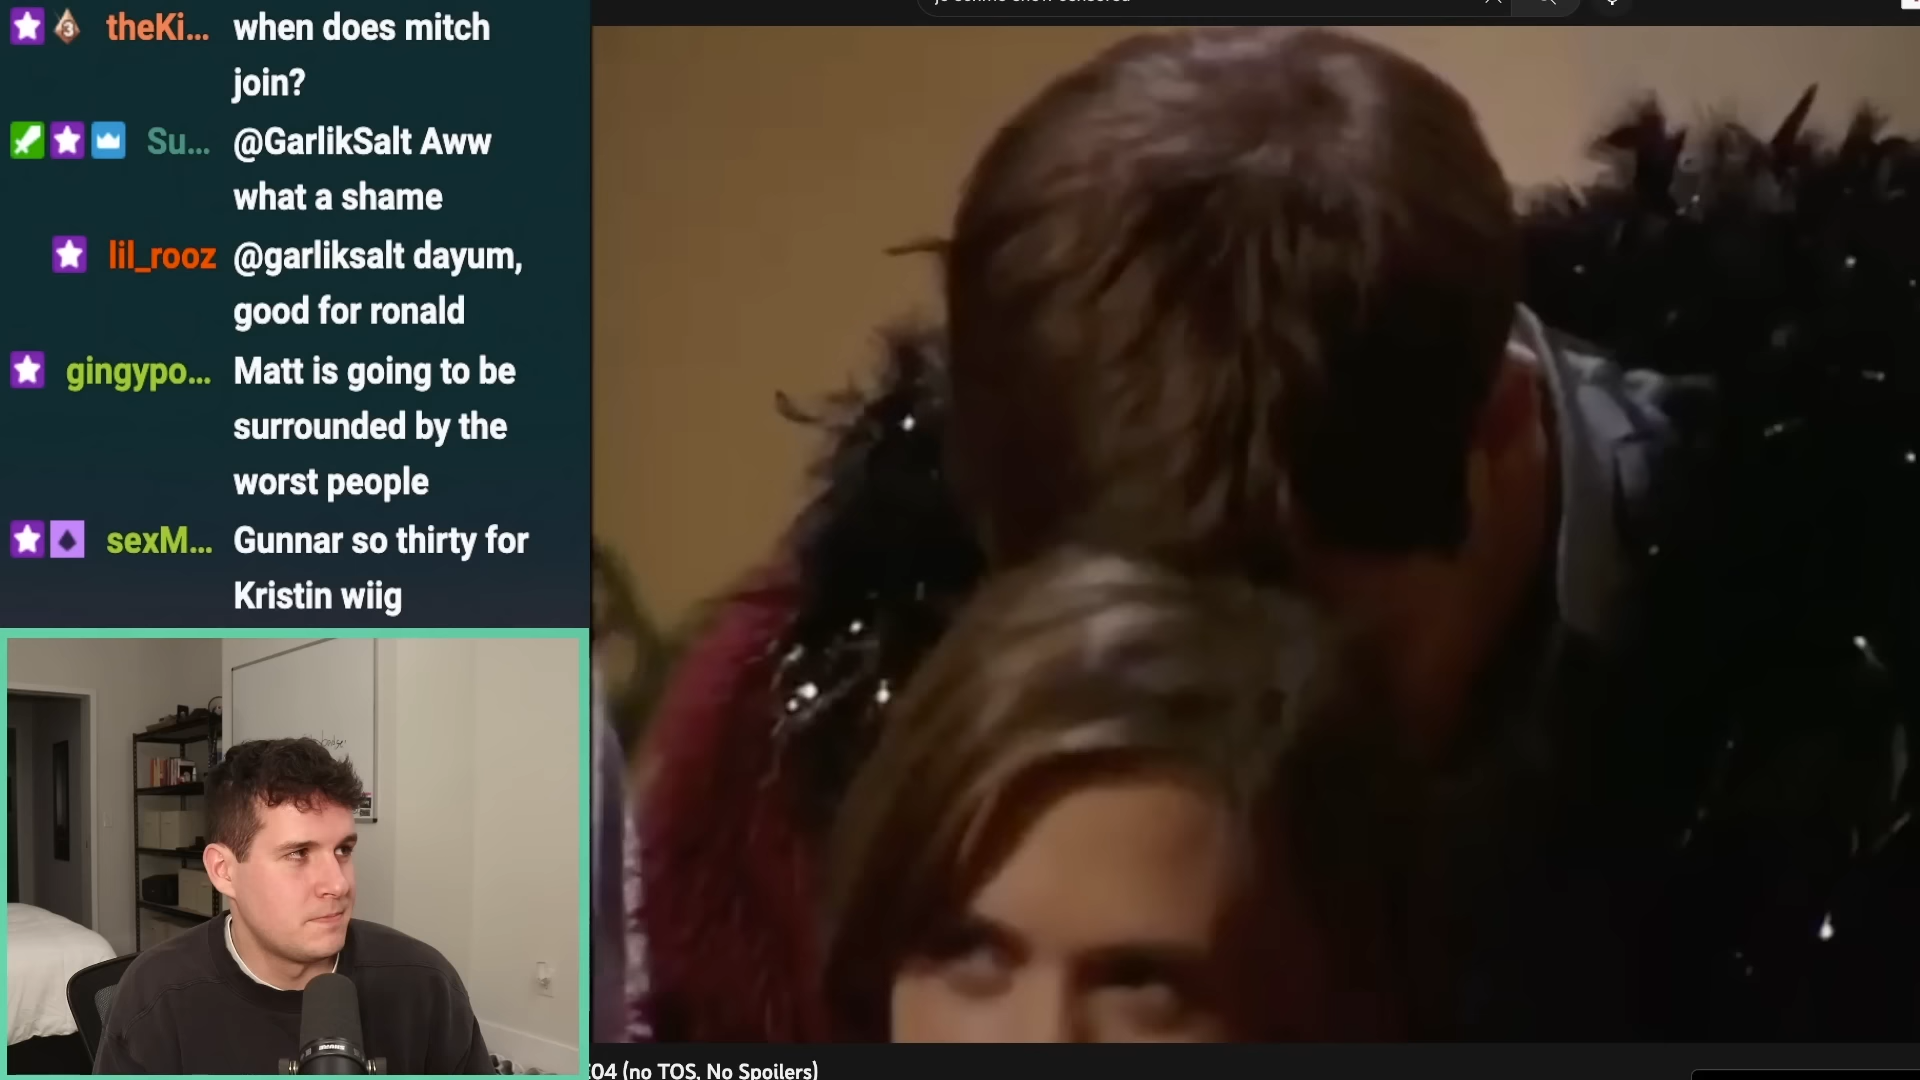 theKi... when does mitch
join?
Su... @GarlikSalt Aww
what a shame
lil_rooz @garliksalt dayum,
good for ronald
gingypo... Matt is going to be
surrounded by the
worst people
sexM... Gunnar so thirty for
Kristin wiig
04 (no TOS, No Spoilers)